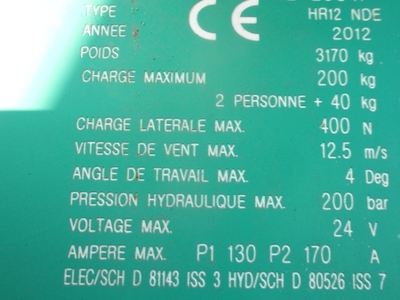 TYPE HR12 NDE
CE
ANNEE 2012
POIDS 3170 kg
CHARGE MAXIMUM 200 kg
2 PERSONNE + 40 kg
CHARGE LATERALE MAX. 400 N
VITESSE DE VENT MAX. 12.5 m/s
ANGLE DE TRAVAIL MAX. 4 Deg
PRESSION HYDRAULIQUE MAX. 200 bar
VOLTAGE MAX. 24 V
AMPERE MAX. P1 130 P2 170 A
ELEC/SCH D 81143 ISS 3 HYD/SCH D 80526 ISS 7